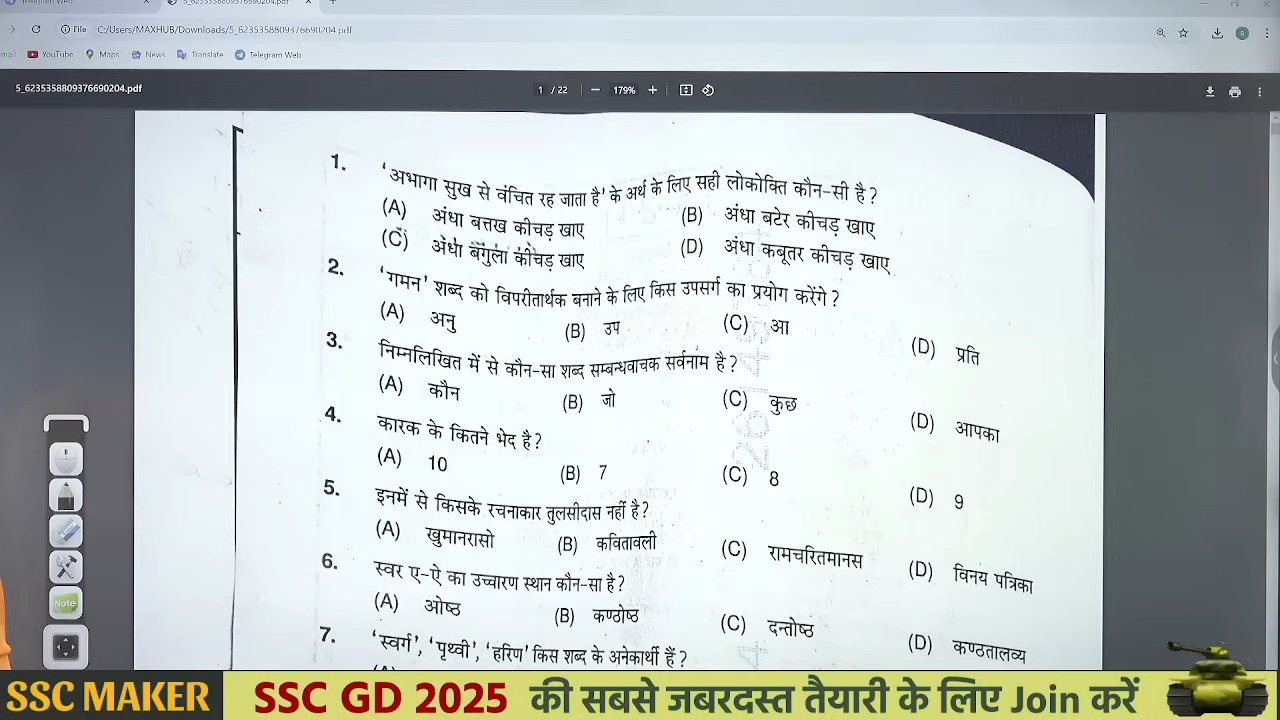 5_6235358809376690204.pdf
File C:/Users/MAXHUB/Downloads/5_6235358809376690204.pdf
YouTube Maps News Translate Telegram Web
5_6235358809376690204.pdf 1 / 22 — 179% +
1. 'अभागा सुख से वंचित रह जाता है' के अर्थ के लिए सही लोकोक्ति कौन-सी है ?
(A) अंधा बत्तख कीचड़ खाए (B) अंधा बटेर कीचड़ खाए
(C) अंधा बगुला कीचड़ खाए (D) अंधा कबूतर कीचड़ खाए
2. 'गमन' शब्द को विपरीतार्थक बनाने के लिए किस उपसर्ग का प्रयोग करेंगे ?
(A) अनु (B) उप (C) आ (D) प्रति
3. निम्नलिखित में से कौन-सा शब्द सम्बन्धवाचक सर्वनाम है ?
(A) कौन (B) जो (C) कुछ (D) आपका
4. कारक के कितने भेद है ?
(A) 10 (B) 7 (C) 8 (D) 9
5. इनमें से किसके रचनाकार तुलसीदास नहीं है ?
(A) खुमानरासो (B) कवितावली (C) रामचरितमानस (D) विनय पत्रिका
6. स्वर ए-ऐ का उच्चारण स्थान कौन-सा है ?
(A) ओष्ठ (B) कण्ठोष्ठ (C) दन्तोष्ठ (D) कण्ठतालव्य
7. 'स्वर्ग', 'पृथ्वी', 'हरिण' किस शब्द के अनेकार्थी हैं ?
Note
SSC MAKER SSC GD 2025 की सबसे जबरदस्त तैयारी के लिए Join करें